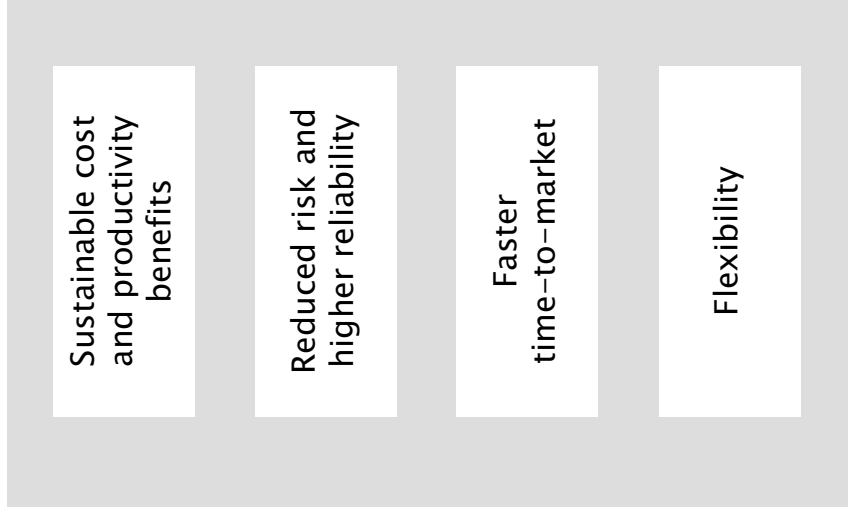 Sustainable cost
and productivity
benefits
Reduced risk and
higher reliability
Faster
time-to-market
Flexibility